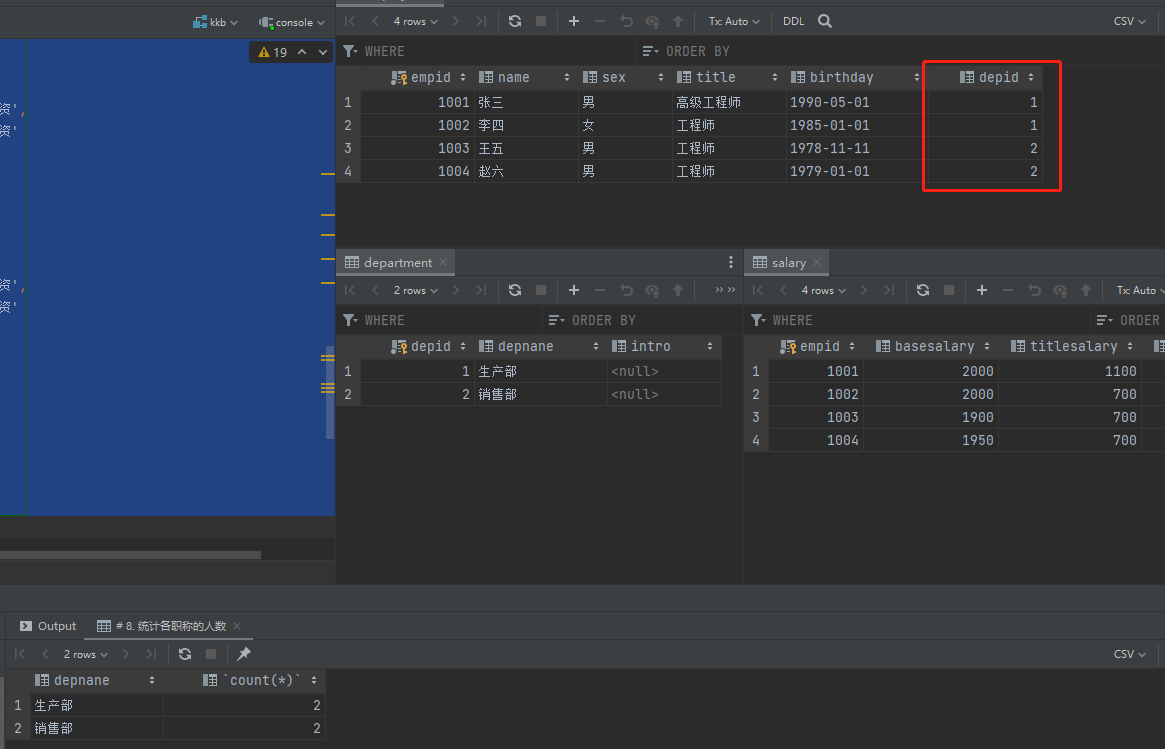 kkb console
19
资',
资'
资',
资'
4 rows Tx: Auto DDL CSV
WHERE ORDER BY
empid name sex title birthday depid
1 1001 张三 男 高级工程师 1990-05-01 1
2 1002 李四 女 工程师 1985-01-01 1
3 1003 王五 男 工程师 1978-11-11 2
4 1004 赵六 男 工程师 1979-01-01 2
department
2 rows
WHERE ORDER BY
depid depnane intro
1 1 生产部 <null>
2 2 销售部 <null>
salary
4 rows Tx: Auto
WHERE ORDER
empid basesalary titlesalary
1 1001 2000 1100
2 1002 2000 700
3 1003 1900 700
4 1004 1950 700
Output # 8. 统计各职称的人数
2 rows CSV
depnane `count(*)`
1 生产部 2
2 销售部 2